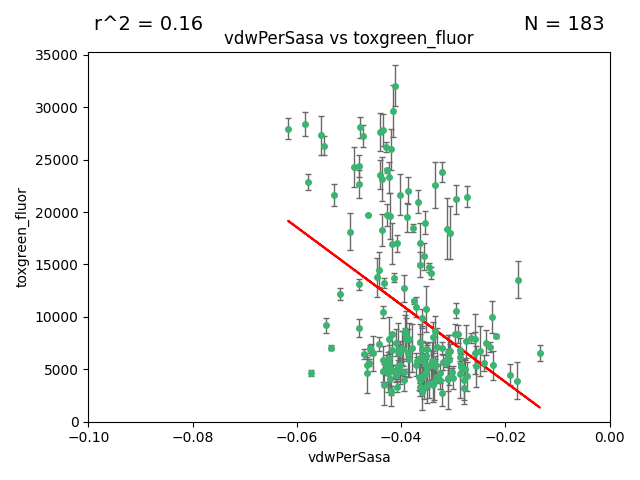 r^2 = 0.16
N = 183
vdwPerSasa vs toxgreen_fluor
35000
30000
25000
20000
15000
10000
5000
0
toxgreen_fluor
−0.10
−0.08
−0.06
−0.04
−0.02
0.00
vdwPerSasa